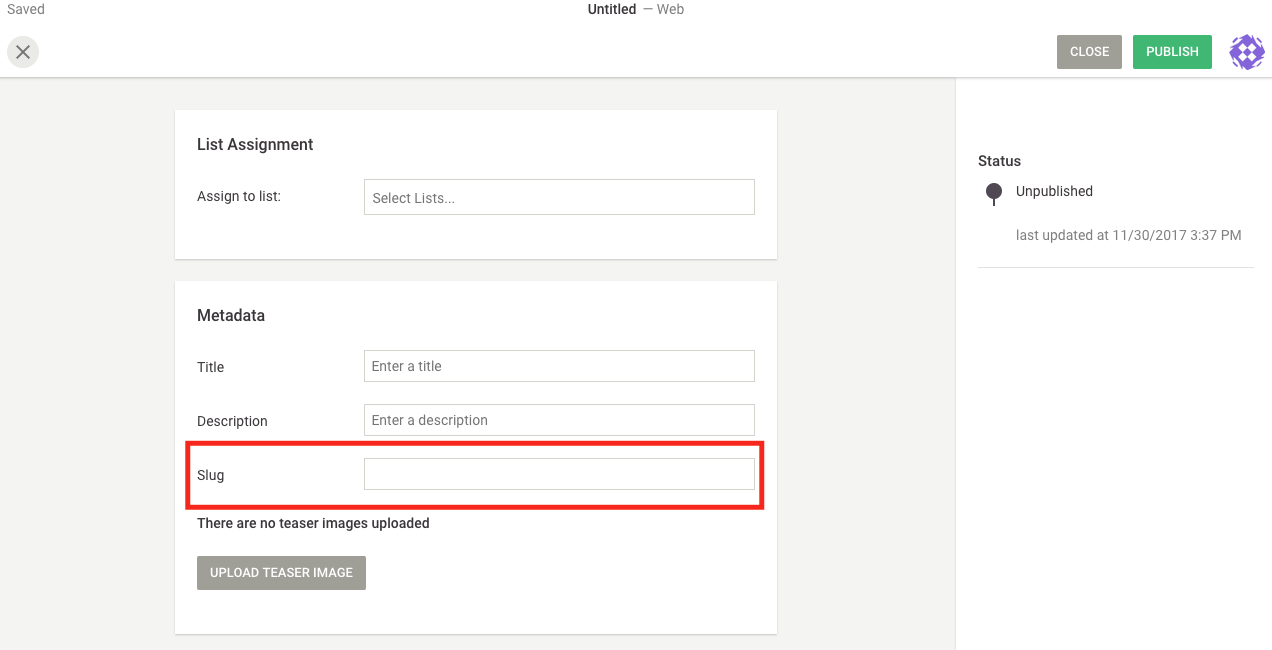 Saved
Untitled — Web
CLOSE
PUBLISH
List Assignment
Assign to list:
Select Lists...
Metadata
Title
Enter a title
Description
Enter a description
Slug
There are no teaser images uploaded
UPLOAD TEASER IMAGE
Status
Unpublished
last updated at 11/30/2017 3:37 PM